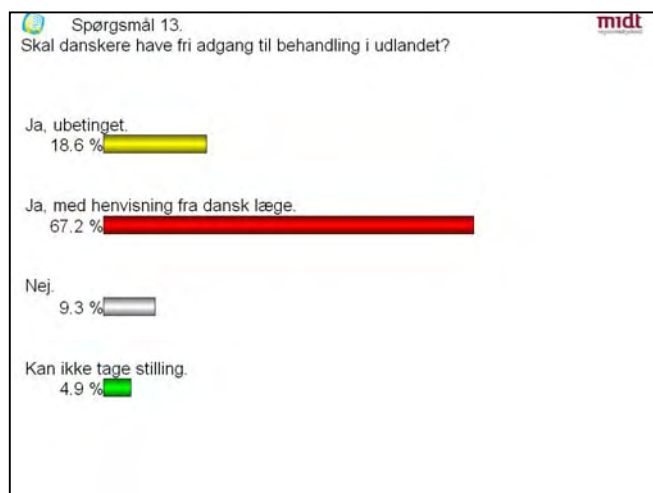 Spørgsmål 13.
midt
Skal danskere have fri adgang til behandling i udlandet?
Ja, ubetinget.
18.6 %
Ja, med henvisning fra dansk læge.
67.2 %
Nej.
9.3 %
Kan ikke tage stilling.
4.9 %